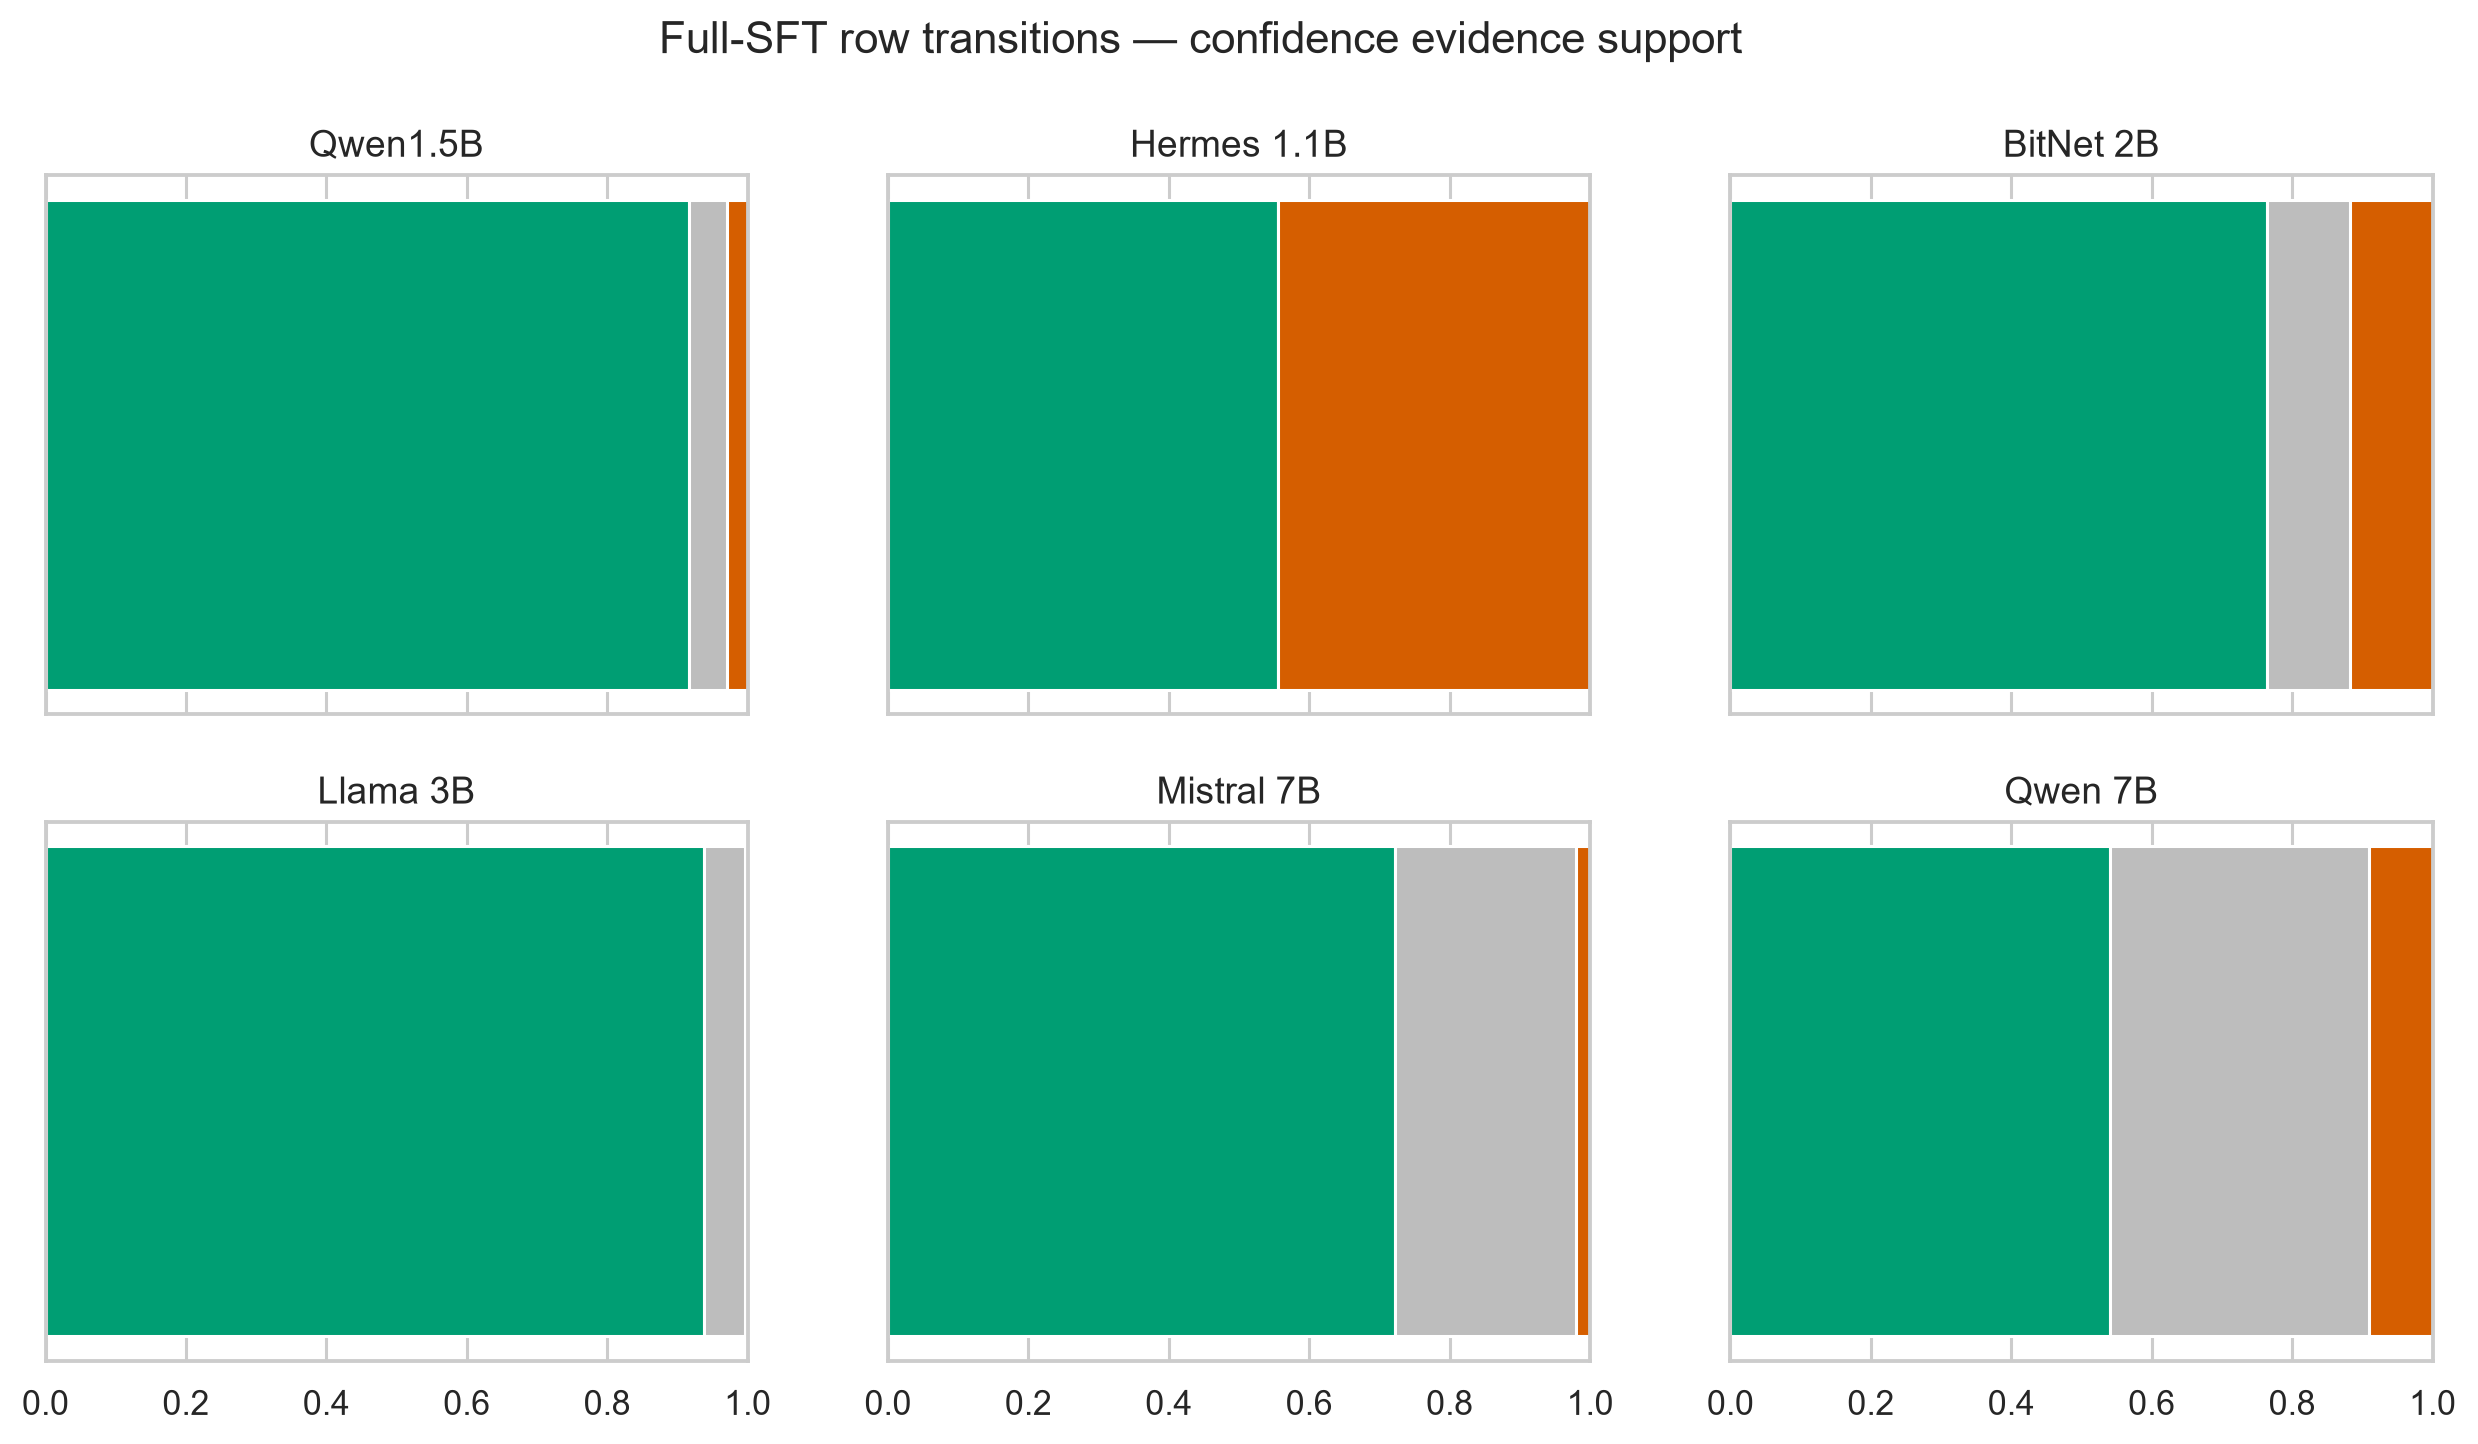 Full-SFT row transitions — confidence evidence support
Qwen1.5B
Hermes 1.1B
BitNet 2B
Llama 3B
Mistral 7B
Qwen 7B
0.0 0.2 0.4 0.6 0.8 1.0
0.0 0.2 0.4 0.6 0.8 1.0
0.0 0.2 0.4 0.6 0.8 1.0